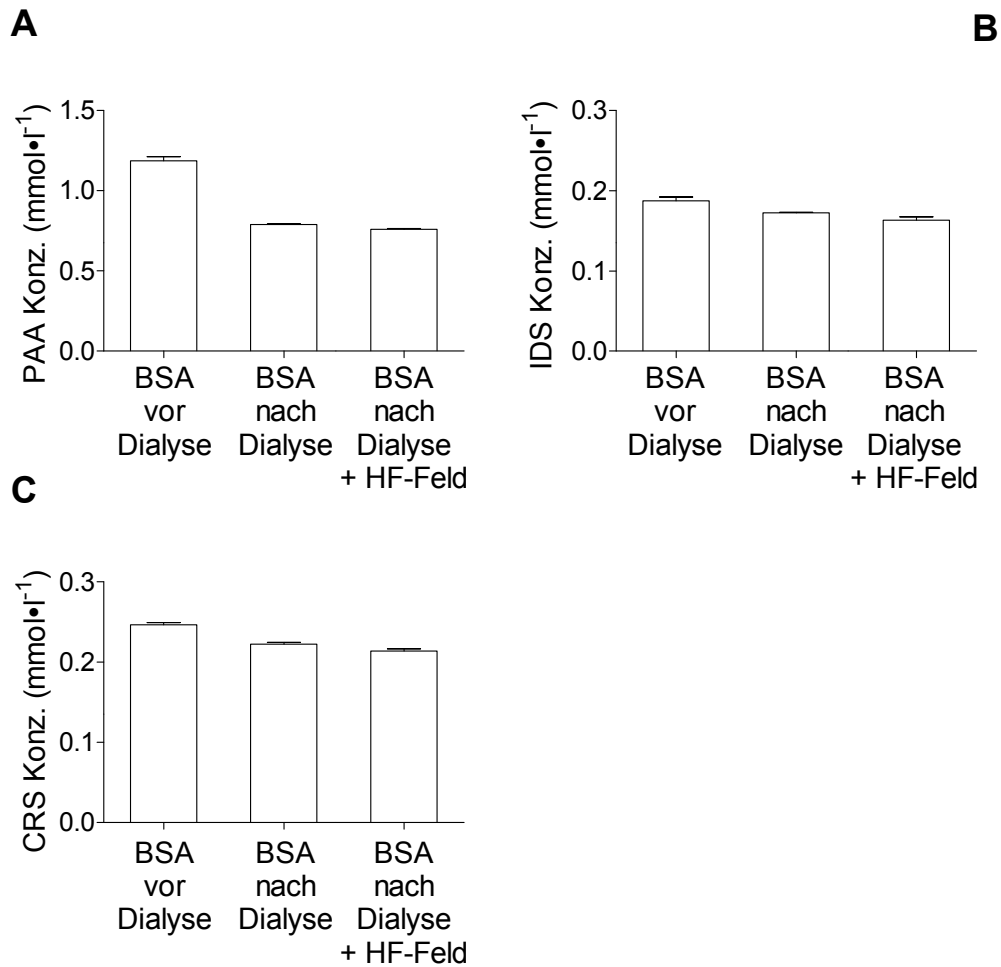 A
PAA Konz. (mmol•l⁻¹)
1.5
1.0
0.5
0.0
BSA
vor
Dialyse
BSA
nach
Dialyse
BSA
nach
Dialyse
+ HF-Feld
B
IDS Konz. (mmol•l⁻¹)
0.3
0.2
0.1
0.0
BSA
vor
Dialyse
BSA
nach
Dialyse
BSA
nach
Dialyse
+ HF-Feld
C
CRS Konz. (mmol•l⁻¹)
0.3
0.2
0.1
0.0
BSA
vor
Dialyse
BSA
nach
Dialyse
BSA
nach
Dialyse
+ HF-Feld